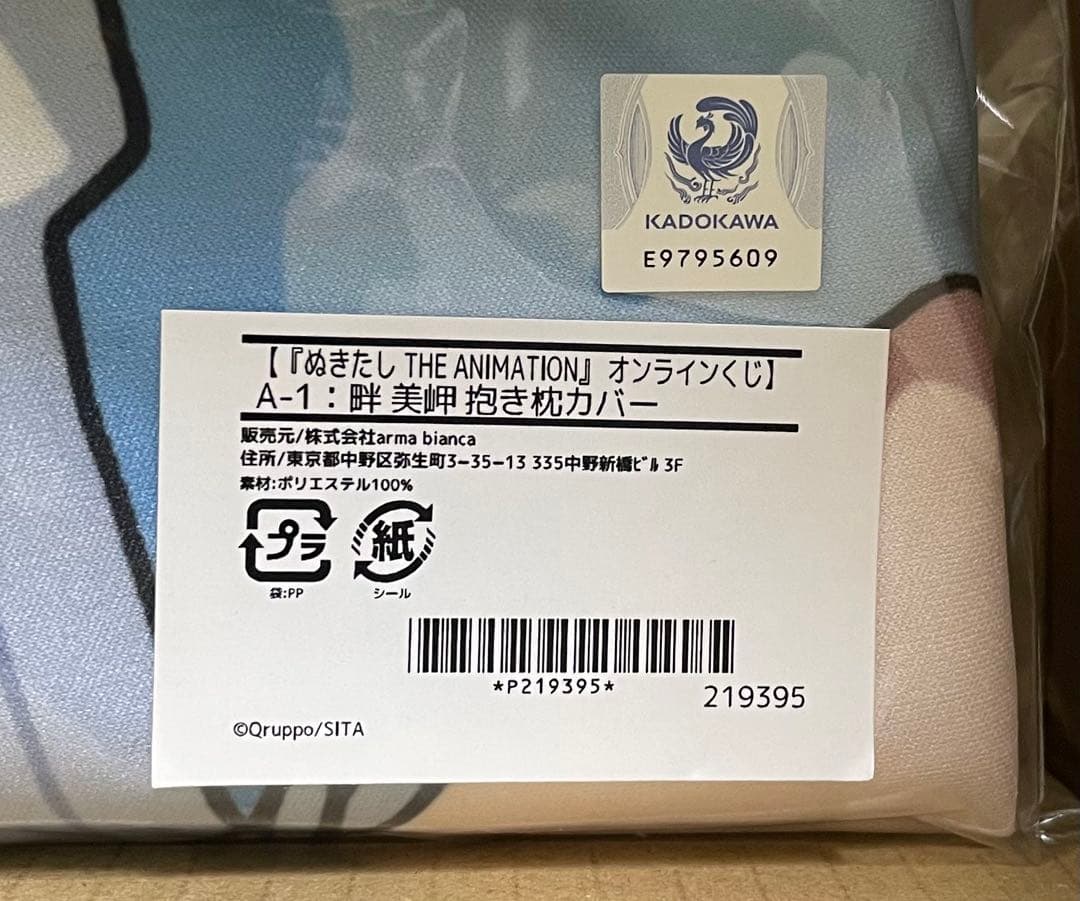 KADOKAWA
E9795609
【『ぬきたし THE ANIMATION』 オンラインくじ】
A-1：畔 美岬 抱き枕カバー
販売元/株式会社arma bianca
住所/東京都中野区弥生町3-35-13 335中野新橋ﾋﾞﾙ 3F
素材:ポリエステル100%
プラ 紙
袋:PP シール
*P219395*
219395
©Qruppo/SITA